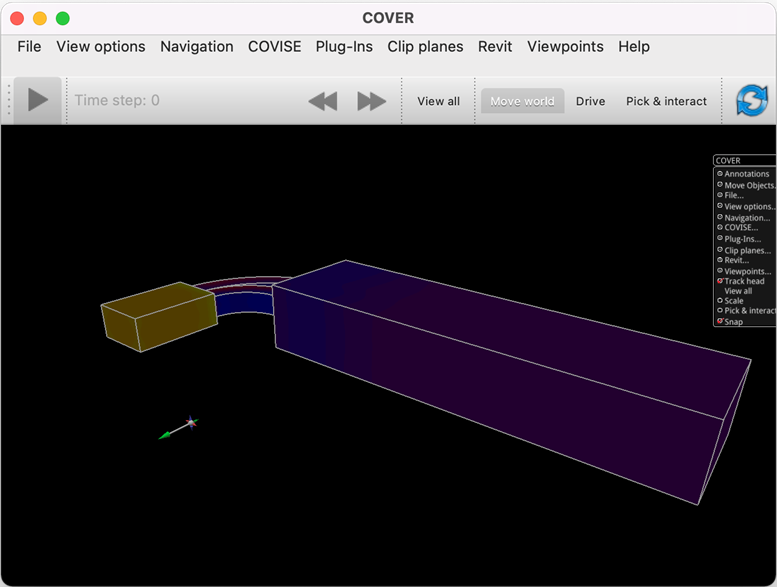 COVER
File View options Navigation COVISE Plug-Ins Clip planes Revit Viewpoints Help
Time step: 0 View all Move world Drive Pick & interact
COVER
Annotations
Move Objects.
File...
View options..
Navigation...
COVISE...
Plug-Ins...
Clip planes...
Revit...
Viewpoints...
Track head
View all
Scale
Pick & interact
Snap